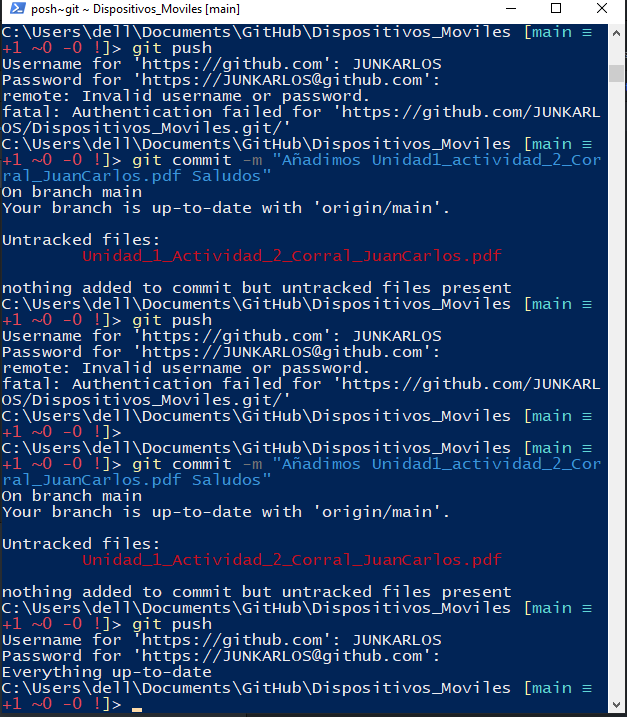 posh~git ~ Dispositivos_Moviles [main]
C:\Users\dell\Documents\GitHub\Dispositivos_Moviles [main ≡
+1 ~0 -0 !]> git push
Username for 'https://github.com': JUNKARLOS
Password for 'https://JUNKARLOS@github.com':
remote: Invalid username or password.
fatal: Authentication failed for 'https://github.com/JUNKARL
OS/Dispositivos_Moviles.git/'
C:\Users\dell\Documents\GitHub\Dispositivos_Moviles [main ≡
+1 ~0 -0 !]> git commit -m "Añadimos Unidad1_actividad_2_Cor
ral_JuanCarlos.pdf Saludos"
On branch main
Your branch is up-to-date with 'origin/main'.
Untracked files:
Unidad_1_Actividad_2_Corral_JuanCarlos.pdf
nothing added to commit but untracked files present
C:\Users\dell\Documents\GitHub\Dispositivos_Moviles [main ≡
+1 ~0 -0 !]> git push
Username for 'https://github.com': JUNKARLOS
Password for 'https://JUNKARLOS@github.com':
remote: Invalid username or password.
fatal: Authentication failed for 'https://github.com/JUNKARL
OS/Dispositivos_Moviles.git/'
C:\Users\dell\Documents\GitHub\Dispositivos_Moviles [main ≡
+1 ~0 -0 !]>
C:\Users\dell\Documents\GitHub\Dispositivos_Moviles [main ≡
+1 ~0 -0 !]> git commit -m "Añadimos Unidad1_actividad_2_Cor
ral_JuanCarlos.pdf Saludos"
On branch main
Your branch is up-to-date with 'origin/main'.
Untracked files:
Unidad_1_Actividad_2_Corral_JuanCarlos.pdf
nothing added to commit but untracked files present
C:\Users\dell\Documents\GitHub\Dispositivos_Moviles [main ≡
+1 ~0 -0 !]> git push
Username for 'https://github.com': JUNKARLOS
Password for 'https://JUNKARLOS@github.com':
Everything up-to-date
C:\Users\dell\Documents\GitHub\Dispositivos_Moviles [main ≡
+1 ~0 -0 !]>